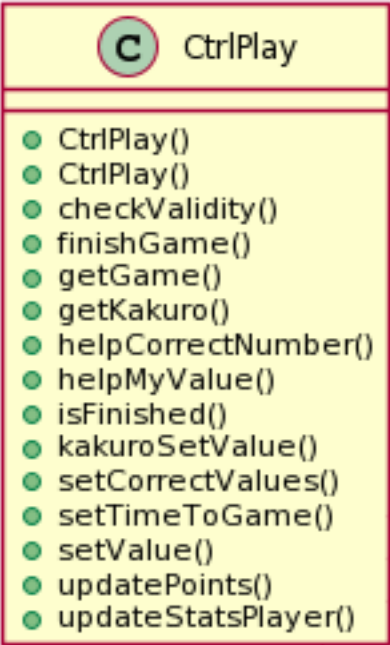 C CtrlPlay
CtrlPlay()
CtrlPlay()
checkValidity()
finishGame()
getGame()
getKakuro()
helpCorrectNumber()
helpMyValue()
isFinished()
kakuroSetValue()
setCorrectValues()
setTimeToGame()
setValue()
updatePoints()
updateStatsPlayer()